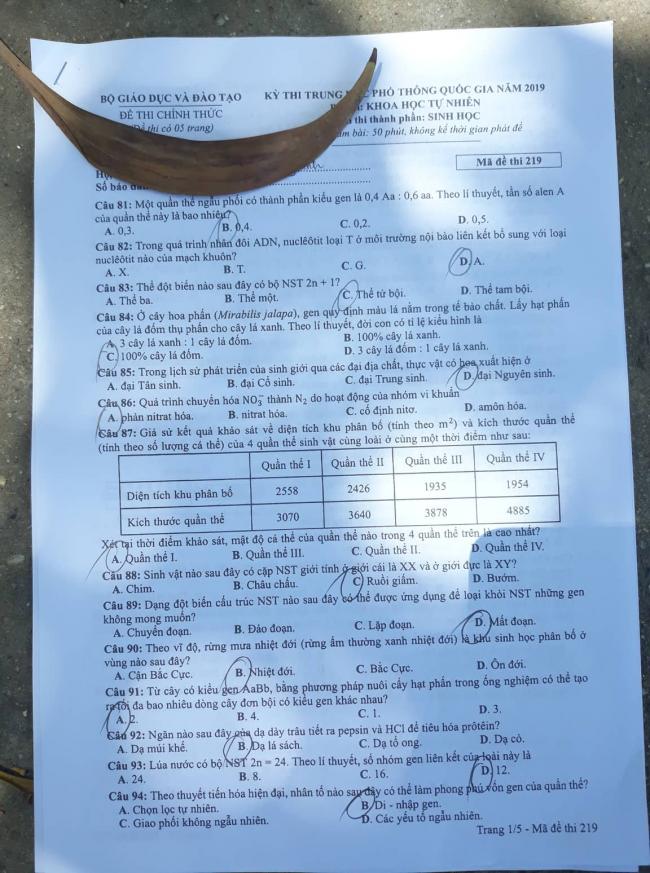 BỘ GIÁO DỤC VÀ ĐÀO TẠO
KỲ THI TRUNG HỌC PHỔ THÔNG QUỐC GIA NĂM 2019
ĐỀ THI CHÍNH THỨC
KHOA HỌC TỰ NHIÊN
thi có 05 trang)
thi thành phần: SINH HỌC
bài: 50 phút, không kể thời gian phát đề
Mã đề thi 219
Số báo
Câu 81: Một quần thể ngẫu phối có thành phần kiểu gen là 0,4 Aa : 0,6 aa. Theo lí thuyết, tần số alen A
của quần thể này là bao nhiêu?
A. 0,3. B. 0,4. C. 0,2. D. 0,5.
Câu 82: Trong quá trình nhân đôi ADN, nuclêôtit loại T ở môi trường nội bào liên kết bổ sung với loại
nuclêôtit nào của mạch khuôn?
A. X. B. T. C. G. D. A.
Câu 83: Thể đột biến nào sau đây có bộ NST 2n + 1?
A. Thể ba. B. Thể một. C. Thể tứ bội. D. Thể tam bội.
Câu 84: Ở cây hoa phấn (Mirabilis jalapa), gen quy định màu lá nằm trong tế bào chất. Lấy hạt phấn
của cây lá đốm thụ phấn cho cây lá xanh. Theo lí thuyết, đời con có tỉ lệ kiểu hình là
A. 3 cây lá xanh : 1 cây lá đốm. B. 100% cây lá xanh.
C. 100% cây lá đốm. D. 3 cây lá đốm : 1 cây lá xanh.
Câu 85: Trong lịch sử phát triển của sinh giới qua các đại địa chất, thực vật có hoa xuất hiện ở
A. đại Tân sinh. B. đại Cổ sinh. C. đại Trung sinh. D. đại Nguyên sinh.
Câu 86: Quá trình chuyển hóa NO₃⁻ thành N₂ do hoạt động của nhóm vi khuẩn
A. phản nitrat hóa. B. nitrat hóa. C. cố định nitơ. D. amôn hóa.
Câu 87: Giả sử kết quả khảo sát về diện tích khu phân bố (tính theo m²) và kích thước quần thể
(tính theo số lượng cá thể) của 4 quần thể sinh vật cùng loài ở cùng một thời điểm như sau:
Quần thể I Quần thể II Quần thể III Quần thể IV
Diện tích khu phân bố 2558 2426 1935 1954
Kích thước quần thể 3070 3640 3878 4885
Xét tại thời điểm khảo sát, mật độ cá thể của quần thể nào trong 4 quần thể trên là cao nhất?
A. Quần thể I. B. Quần thể III. C. Quần thể II. D. Quần thể IV.
Câu 88: Sinh vật nào sau đây có cặp NST giới tính ở giới cái là XX và ở giới đực là XY?
A. Chim. B. Châu chấu. C. Ruồi giấm. D. Bướm.
Câu 89: Dạng đột biến cấu trúc NST nào sau đây có thể được ứng dụng để loại khỏi NST những gen
không mong muốn?
A. Chuyển đoạn. B. Đảo đoạn. C. Lặp đoạn. D. Mất đoạn.
Câu 90: Theo vĩ độ, rừng mưa nhiệt đới (rừng ẩm thường xanh nhiệt đới) là khu sinh học phân bố ở
vùng nào sau đây?
A. Cận Bắc Cực. B. Nhiệt đới. C. Bắc Cực. D. Ôn đới.
Câu 91: Từ cây có kiểu gen AaBb, bằng phương pháp nuôi cấy hạt phấn trong ống nghiệm có thể tạo
ra tối đa bao nhiêu dòng cây đơn bội có kiểu gen khác nhau?
A. 2. B. 4. C. 1. D. 3.
Câu 92: Ngăn nào sau đây của dạ dày trâu tiết ra pepsin và HCl để tiêu hóa prôtêin?
A. Dạ múi khế. B. Dạ lá sách. C. Dạ tổ ong. D. Dạ cỏ.
Câu 93: Lúa nước có bộ NST 2n = 24. Theo lí thuyết, số nhóm gen liên kết của loài này là
A. 24. B. 8. C. 16. D. 12.
Câu 94: Theo thuyết tiến hóa hiện đại, nhân tố nào sau đây có thể làm phong phú vốn gen của quần thể?
A. Chọn lọc tự nhiên. B. Di - nhập gen.
C. Giao phối không ngẫu nhiên. D. Các yếu tố ngẫu nhiên.
Trang 1/5 - Mã đề thi 219